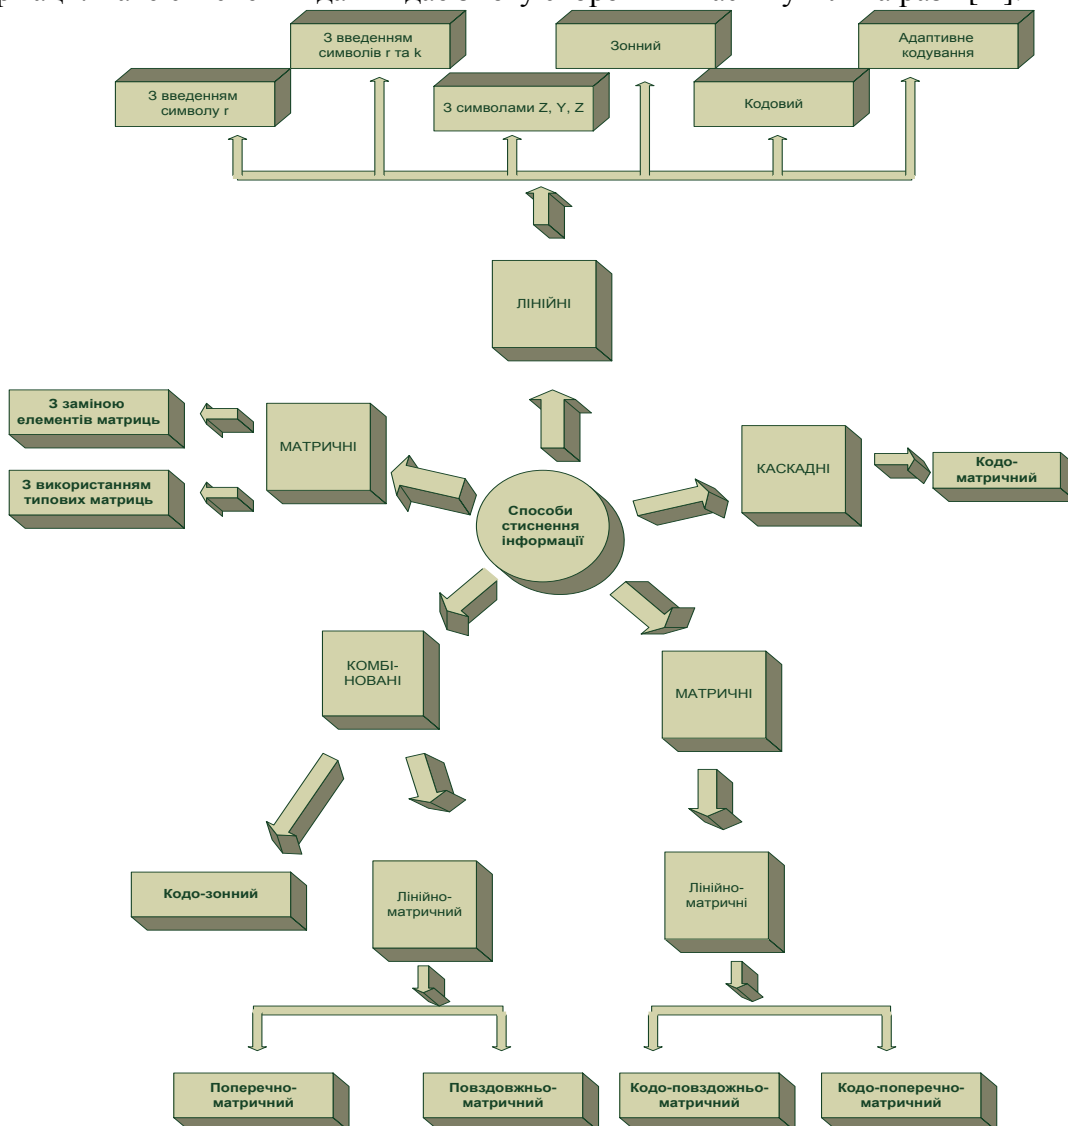 З введенням
символів r та k
Зонний
Адаптивне
кодування
З введенням
символу r
З символами Z, Y, Z
Кодовий
ЛІНІЙНІ
З заміною
елементів матриць
МАТРИЧНІ
З використанням
типових матриць
КАСКАДНІ
Кодо-
матричний
Способи
стиснення
інформації
КОМБІ-
НОВАНІ
МАТРИЧНІ
Кодо-зонний
Лінійно-
матричний
Лінійно-
матричні
Поперечно-
матричний
Повздовжньо-
матричний
Кодо-повздожньо-
матричний
Кодо-поперечно-
матричний